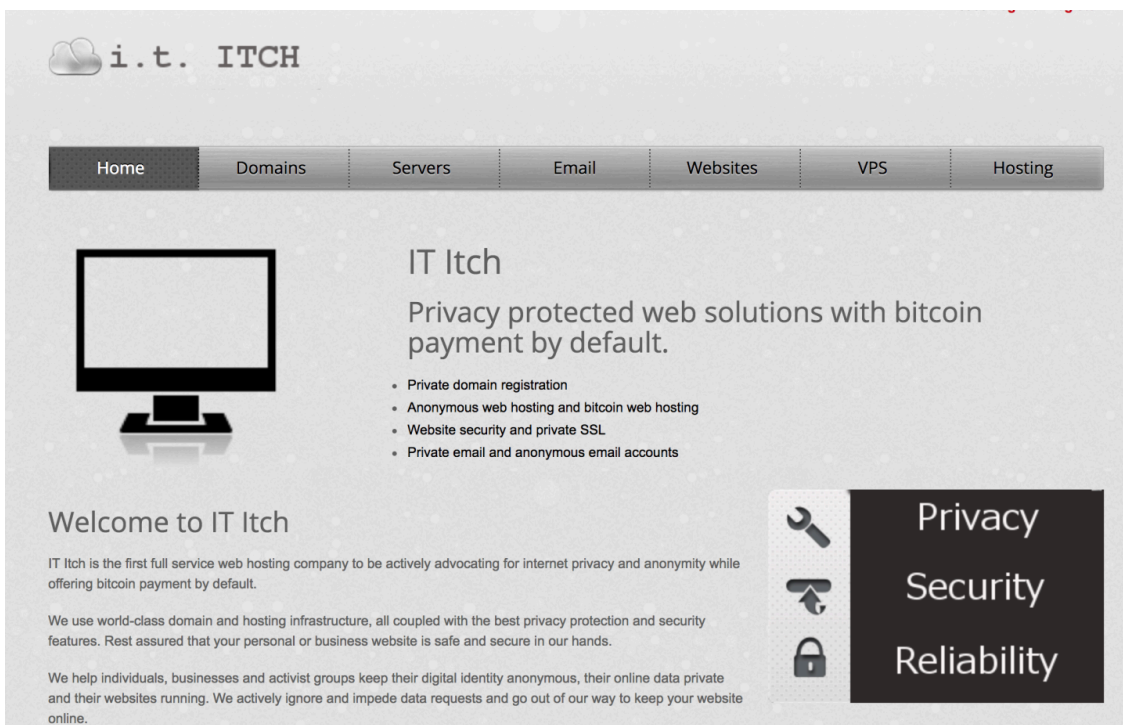 i.t. ITCH
Home Domains Servers Email Websites VPS Hosting
IT Itch
Privacy protected web solutions with bitcoin
payment by default.
Private domain registration
Anonymous web hosting and bitcoin web hosting
Website security and private SSL
Private email and anonymous email accounts
Welcome to IT Itch
IT Itch is the first full service web hosting company to be actively advocating for internet privacy and anonymity while
offering bitcoin payment by default.
We use world-class domain and hosting infrastructure, all coupled with the best privacy protection and security
features. Rest assured that your personal or business website is safe and secure in our hands.
We help individuals, businesses and activist groups keep their digital identity anonymous, their online data private
and their websites running. We actively ignore and impede data requests and go out of our way to keep your website
online.
Privacy
Security
Reliability